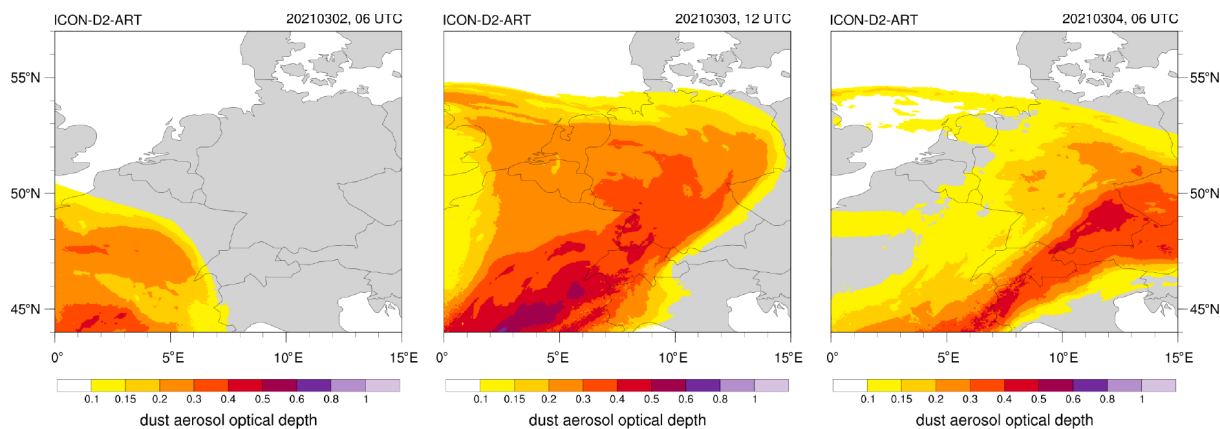 ICON-D2-ART 20210302, 06 UTC
55°N
50°N
45°N
0° 5°E 10°E 15°E
0.1 0.15 0.2 0.3 0.4 0.5 0.6 0.8 1
dust aerosol optical depth
ICON-D2-ART 20210303, 12 UTC
0° 5°E 10°E 15°E
0.1 0.15 0.2 0.3 0.4 0.5 0.6 0.8 1
dust aerosol optical depth
ICON-D2-ART 20210304, 06 UTC
55°N
50°N
45°N
0° 5°E 10°E 15°E
0.1 0.15 0.2 0.3 0.4 0.5 0.6 0.8 1
dust aerosol optical depth